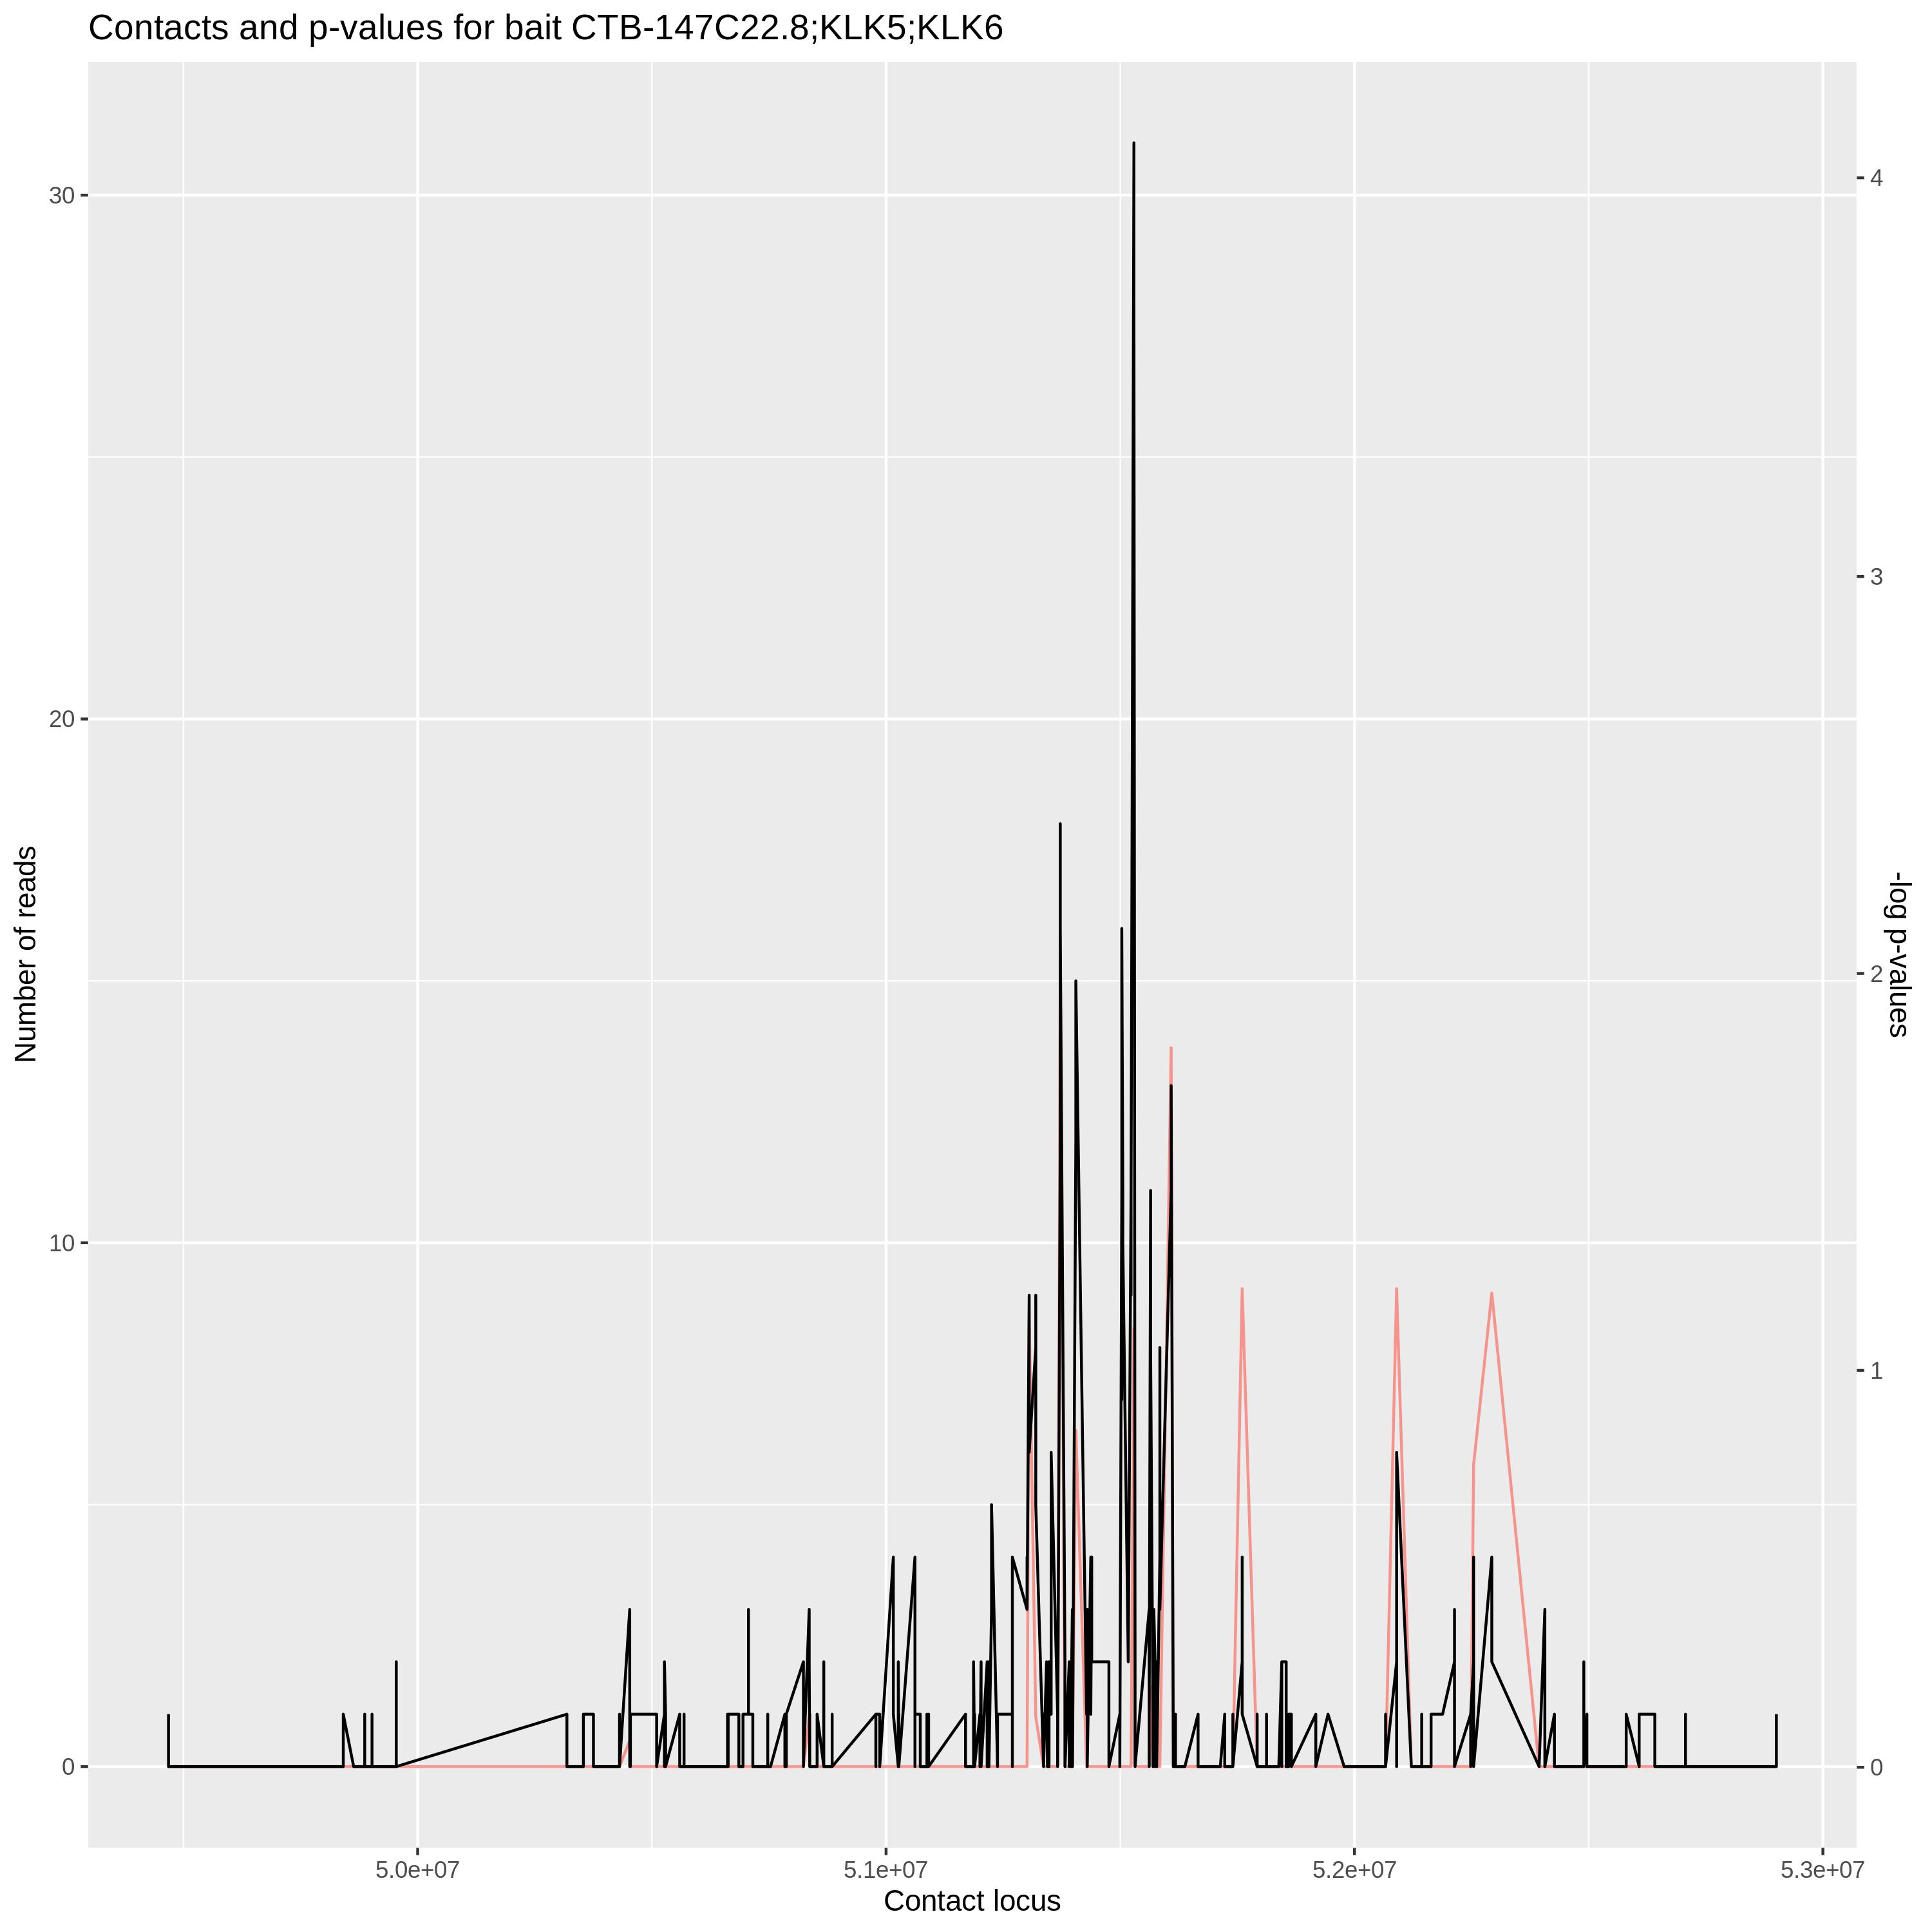 Contacts and p-values for bait CTB-147C22.8;KLK5;KLK6
30
20
10
0
Number of reads
4
3
2
1
0
-log p-values
5.0e+07
5.1e+07
5.2e+07
5.3e+07
Contact locus